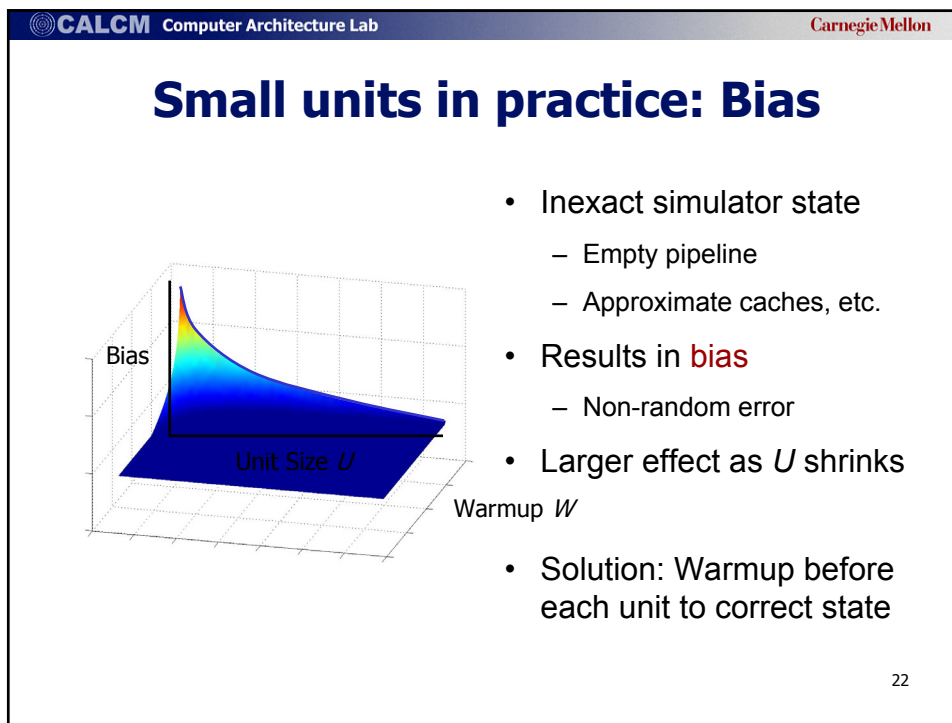 CALCM Computer Architecture Lab
Carnegie Mellon
Small units in practice: Bias
• Inexact simulator state
– Empty pipeline
– Approximate caches, etc.
• Results in bias
– Non-random error
• Larger effect as U shrinks
• Solution: Warmup before
each unit to correct state
Bias
Unit Size U
Warmup W
22